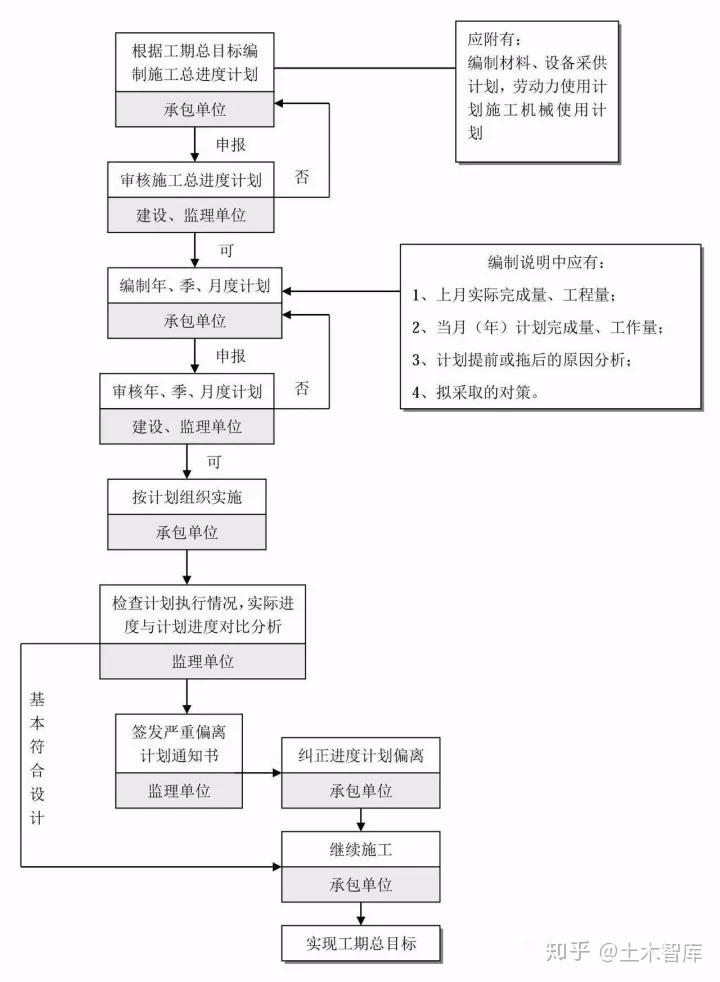 根据工期总目标编
制施工总进度计划
承包单位
应附有：
编制材料、设备采供
计划，劳动力使用计
划施工机械使用计
划
申报
审核施工总进度计划
否
建设、监理单位
可
编制年、季、月度计划
承包单位
编制说明中应有：
1、上月实际完成量、工程量；
2、当月（年）计划完成量、工作量；
3、计划提前或拖后的原因分析；
4、拟采取的对策。
申报
审核年、季、月度计划
否
建设、监理单位
可
按计划组织实施
承包单位
检查计划执行情况，实际进
度与计划进度对比分析
监理单位
基
本
符
合
设
计
签发严重偏离
计划通知书
监理单位
纠正进度计划偏离
承包单位
继续施工
承包单位
实现工期总目标
知乎 @土木智库